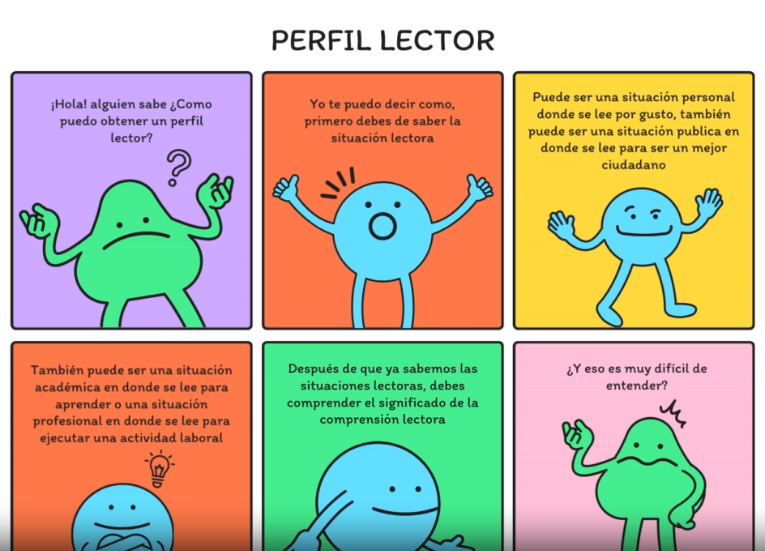 PERFIL LECTOR
¡Hola! alguien sabe ¿Como
puedo obtener un perfil
lector?
Yo te puedo decir como,
primero debes de saber la
situación lectora
Puede ser una situación personal
donde se lee por gusto, también
puede ser una situación publica en
donde se lee para ser un mejor
ciudadano
También puede ser una situación
académica en donde se lee para
aprender o una situación
profesional en donde se lee para
ejecutar una actividad laboral
Después de que ya sabemos las
situaciones lectoras, debes
comprender el significado de la
comprensión lectora
¿Y eso es muy difícil de
entender?